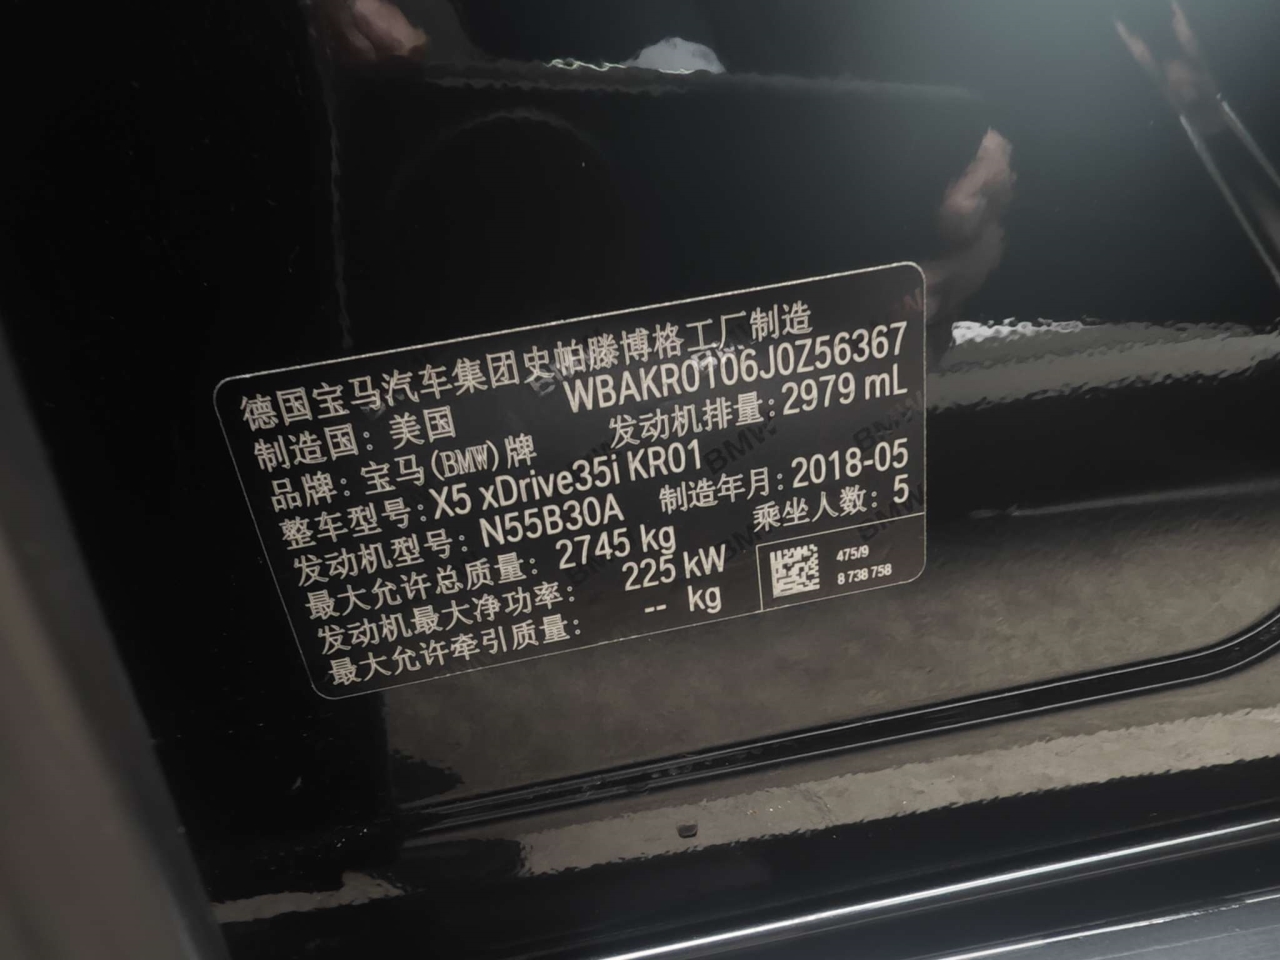 德国宝马汽车集团史帕滕博格工厂制造
制造国：美国 WBAKR0106J0Z56367
品牌：宝马(BMW)牌 发动机排量：2979 mL
整车型号：X5 xDrive35i KR01
发动机型号：N55B30A 制造年月：2018-05
最大允许总质量：2745 kg 乘坐人数：5
发动机最大净功率：225 kW
最大允许牵引质量：-- kg
475/9
8 738 758